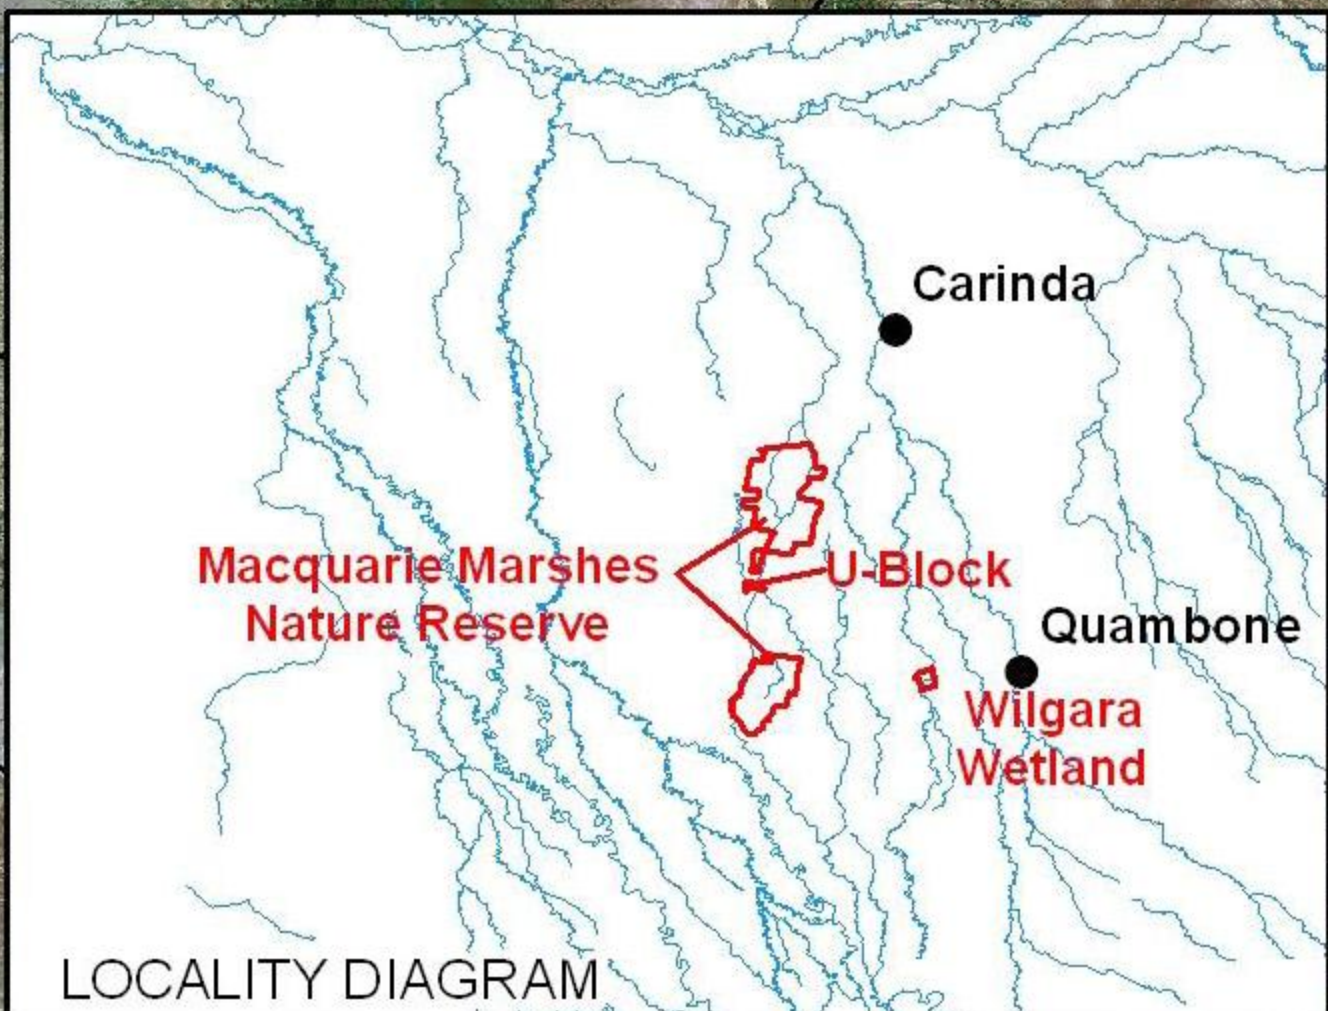 Carinda
Macquarie Marshes
Nature Reserve
U-Block
Quambone
Wilgara
Wetland
LOCALITY DIAGRAM